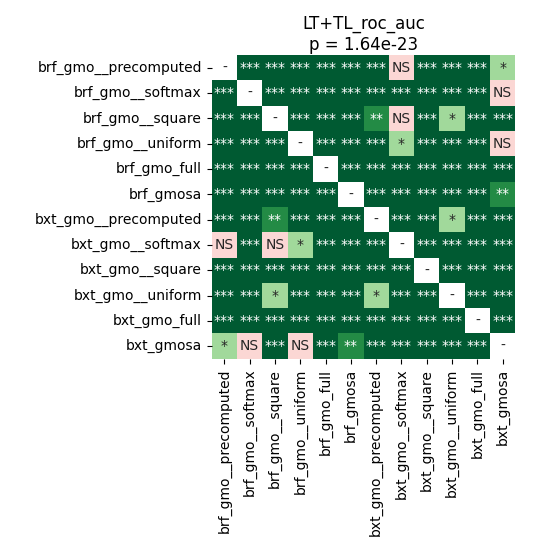 LT+TL_roc_auc
p = 1.64e-23
brf_gmo__precomputed - *** *** *** *** *** *** NS *** *** *** *
brf_gmo__softmax *** - *** *** *** *** *** *** *** *** *** NS
brf_gmo__square *** *** - *** *** *** ** NS *** * *** ***
brf_gmo__uniform *** *** *** - *** *** *** * *** *** *** NS
brf_gmo_full *** *** *** *** - *** *** *** *** *** *** ***
brf_gmosa *** *** *** *** *** - *** *** *** *** *** **
bxt_gmo__precomputed *** *** ** *** *** *** - *** *** * *** ***
bxt_gmo__softmax NS *** NS * *** *** *** - *** *** *** ***
bxt_gmo__square *** *** *** *** *** *** *** *** - *** *** ***
bxt_gmo__uniform *** *** * *** *** *** * *** *** - *** ***
bxt_gmo_full *** *** *** *** *** *** *** *** *** *** - ***
bxt_gmosa * NS *** NS *** ** *** *** *** *** *** -
brf_gmo__precomputed
brf_gmo__softmax
brf_gmo__square
brf_gmo__uniform
brf_gmo_full
brf_gmosa
bxt_gmo__precomputed
bxt_gmo__softmax
bxt_gmo__square
bxt_gmo__uniform
bxt_gmo_full
bxt_gmosa